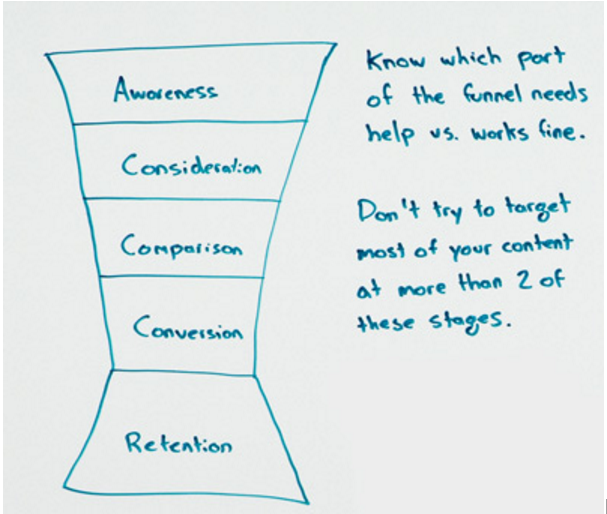 Awareness
Consideration
Comparison
Conversion
Retention
Know which part
of the funnel needs
help vs. works fine.
Don't try to target
most of your content
at more than 2 of
these stages.